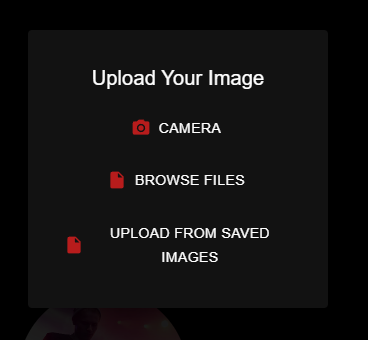 Upload Your Image
CAMERA
BROWSE FILES
UPLOAD FROM SAVED
IMAGES